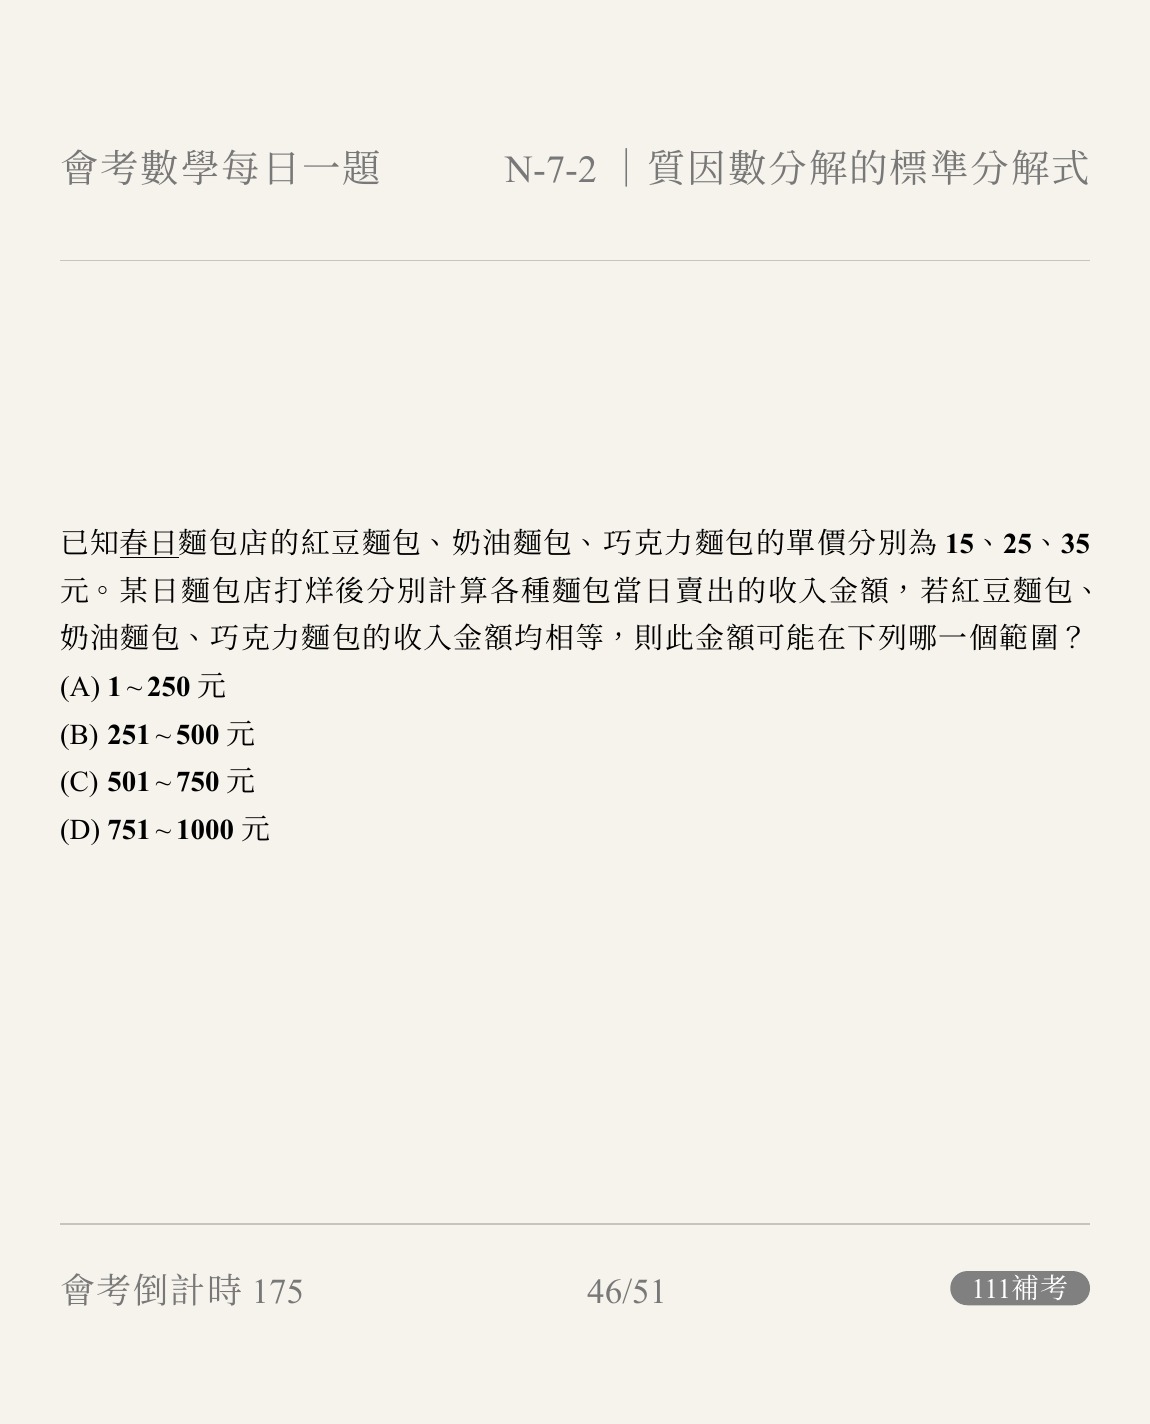 會考數學每日一題
N-7-2 ｜質因數分解的標準分解式
已知春日麵包店的紅豆麵包、奶油麵包、巧克力麵包的單價分別為 15、25、35
元。某日麵包店打烊後分別計算各種麵包當日賣出的收入金額，若紅豆麵包、
奶油麵包、巧克力麵包的收入金額均相等，則此金額可能在下列哪一個範圍？
(A) 1~250 元
(B) 251~500 元
(C) 501~750 元
(D) 751~1000 元
會考倒計時 175
46/51
111補考